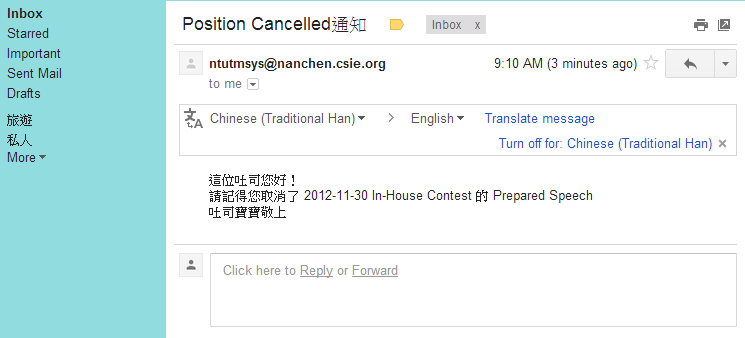 Inbox
Starred
Important
Sent Mail
Drafts
旅遊
私人
More
Position Cancelled通知
Inbox x
ntutmsys@nanchen.csie.org
9:10 AM (3 minutes ago)
to me
Chinese (Traditional Han) > English Translate message
Turn off for: Chinese (Traditional Han) ×
這位吐司您好！
請記得您取消了 2012-11-30 In-House Contest 的 Prepared Speech
吐司寶寶敬上
Click here to Reply or Forward